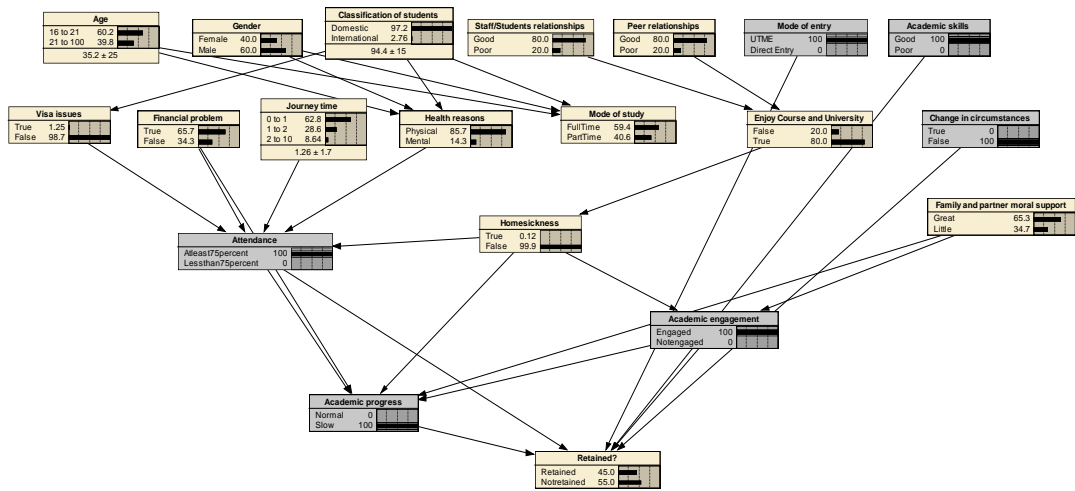 Age
16 to 21 60.2
21 to 100 39.8
35.2 ± 25
Gender
Female 40.0
Male 60.0
Classification of students
Domestic 97.2
International 2.76
94.4 ± 15
Staff/Students relationships
Good 80.0
Poor 20.0
Peer relationships
Good 80.0
Poor 20.0
Mode of entry
UTME 100
Direct Entry 0
Academic skills
Good 100
Poor 0
Visa issues
True 1.25
False 98.7
Financial problem
True 65.7
False 34.3
Journey time
0 to 1 62.8
1 to 2 28.6
2 to 10 8.64
1.26 ± 1.7
Health reasons
Physical 85.7
Mental 14.3
Mode of study
FullTime 59.4
PartTime 40.6
Enjoy Course and University
False 20.0
True 80.0
Change in circumstances
True 0
False 100
Attendance
Atleast75percent 100
Lessthan75percent 0
Homesickness
True 0.12
False 99.9
Family and partner moral support
Great 65.3
Little 34.7
Academic engagement
Engaged 100
Notengaged 0
Academic progress
Normal 0
Slow 100
Retained?
Retained 45.0
Notretained 55.0